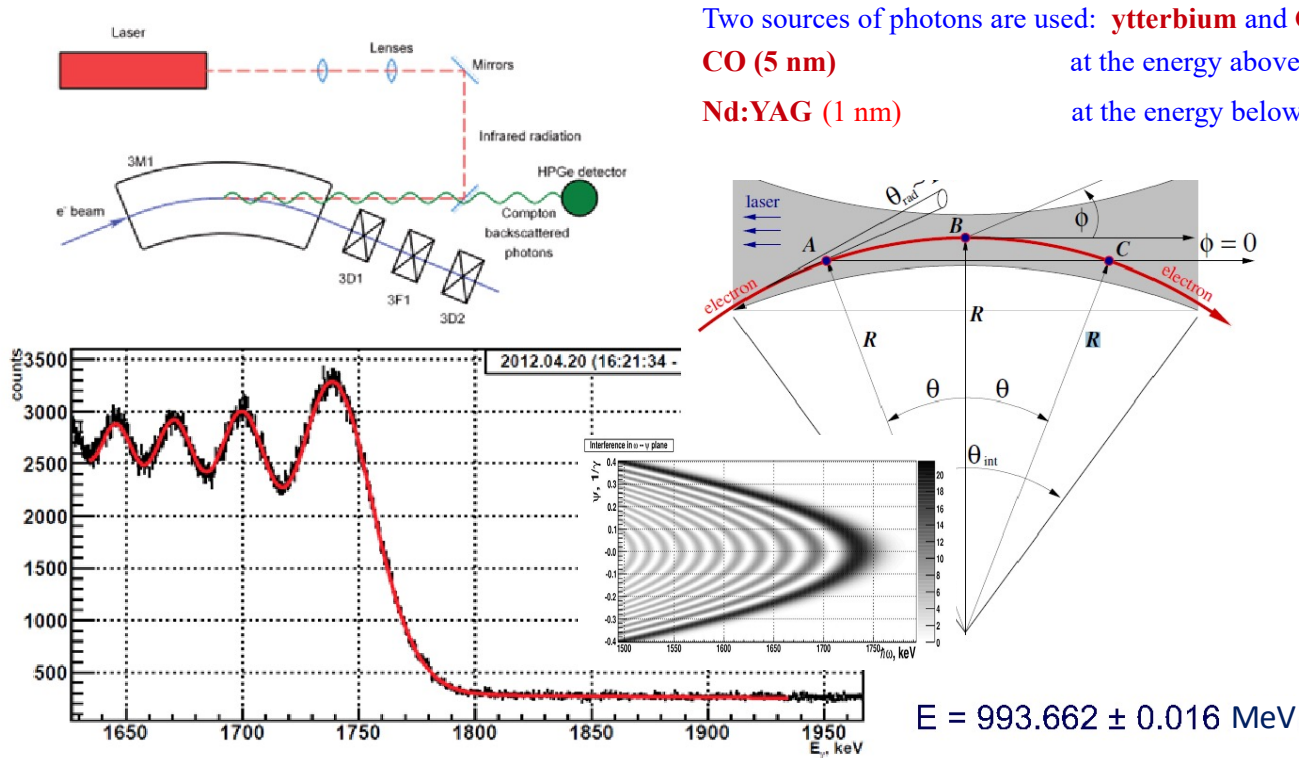 Two sources of photons are used: ytterbium and
CO (5 nm) at the energy above
Nd:YAG (1 nm) at the energy below
Laser
Lenses
Mirrors
Infrared radiation
3M1
HPGe detector
e⁻ beam
Compton
backscattered
photons
3D1
3F1
3D2
laser
θrad
ϕ
B
A
C
ϕ = 0
electron
electron
R
R
R
θ
θ
θint
counts
2012.04.20 (16:21:34 -
3500
3000
2500
2000
1500
1000
500
1650 1700 1750 1800 1850 1900 1950
Eγ, keV
Interference in ω – ψ plane
ψ, 1/γ
0.4
0.3
0.2
0.1
-0.0
-0.1
-0.2
-0.3
-0.4
1500 1550 1600 1650 1700 1750
ħω, keV
20
18
16
14
12
10
8
6
4
2
0
E = 993.662 ± 0.016 MeV